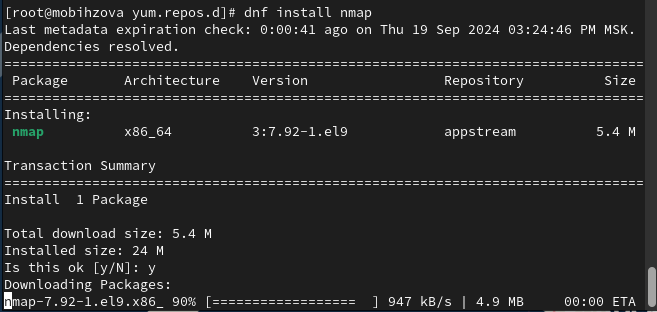 [root@mobihzova yum.repos.d]# dnf install nmap
Last metadata expiration check: 0:00:41 ago on Thu 19 Sep 2024 03:24:46 PM MSK.
Dependencies resolved.
================================================================================
Package Architecture Version Repository Size
================================================================================
Installing:
nmap x86_64 3:7.92-1.el9 appstream 5.4 M
Transaction Summary
================================================================================
Install 1 Package
Total download size: 5.4 M
Installed size: 24 M
Is this ok [y/N]: y
Downloading Packages:
nmap-7.92-1.el9.x86_ 90% [================== ] 947 kB/s | 4.9 MB 00:00 ETA